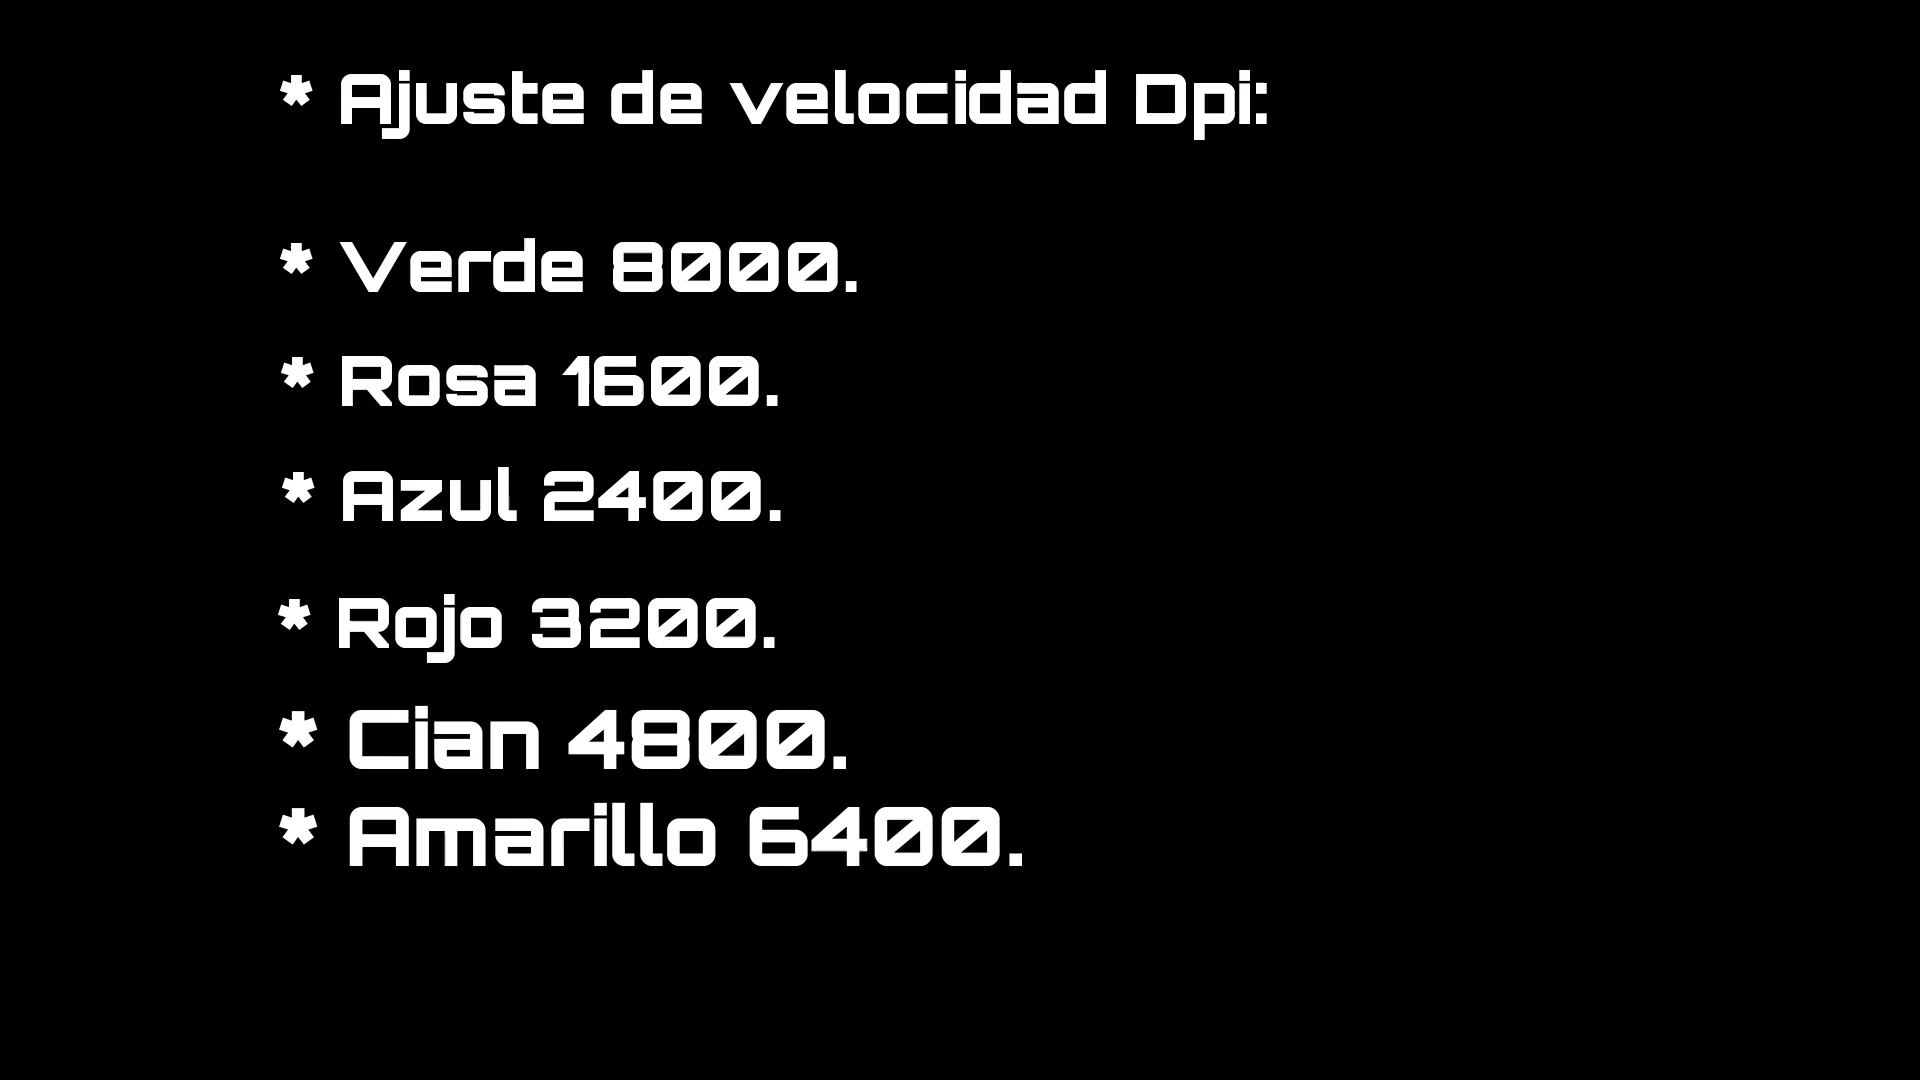 * Ajuste de velocidad Dpi:
* Verde 8000.
* Rosa 1600.
* Azul 2400.
* Rojo 3200.
* Cian 4800.
* Amarillo 6400.